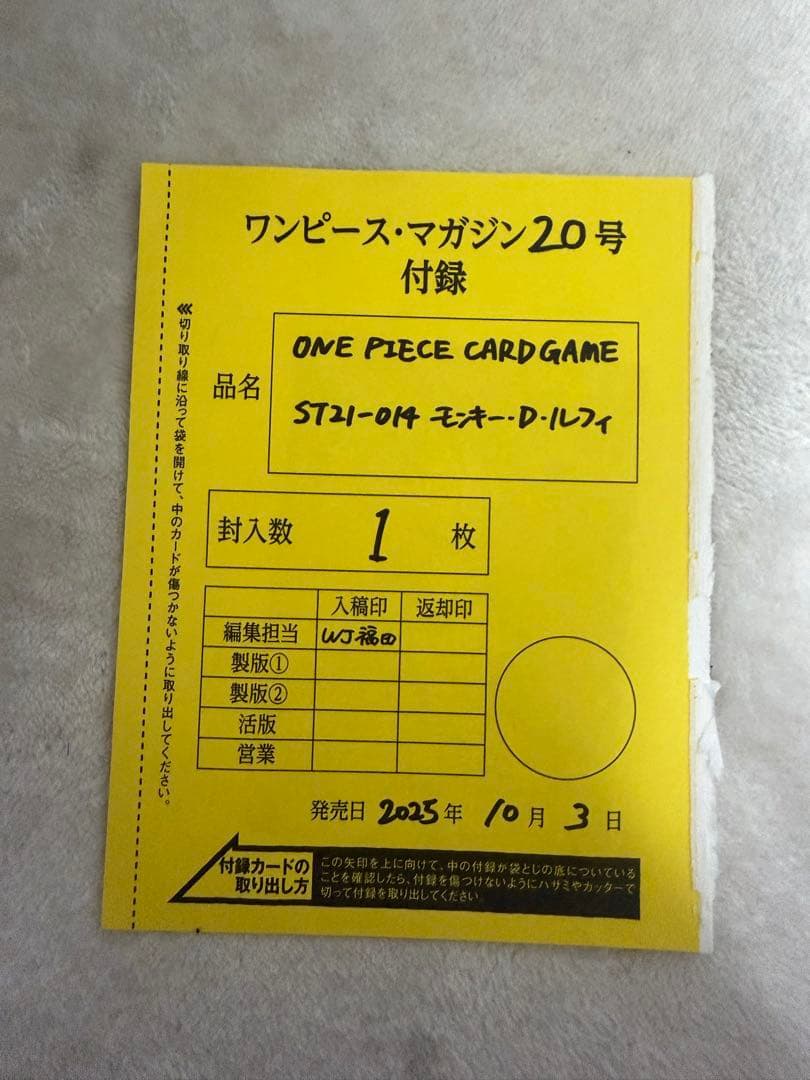 ワンピース・マガジン20号
付録
品名
ONE PIECE CARD GAME
ST21-014 モンキー・D・ルフィ
封入数 1 枚
入稿印 返却印
編集担当 WJ福田
製版①
製版②
活版
営業
発売日 2025年 10月 3日
付録カードの
取り出し方
この矢印を上に向けて、中の付録が袋とじの底についている
ことを確認したら、付録を傷つけないようにハサミやカッターで
切って付録を取り出してください。
⋘切り取り線に沿って袋を開けて、中のカードが傷つかないように取り出してください。